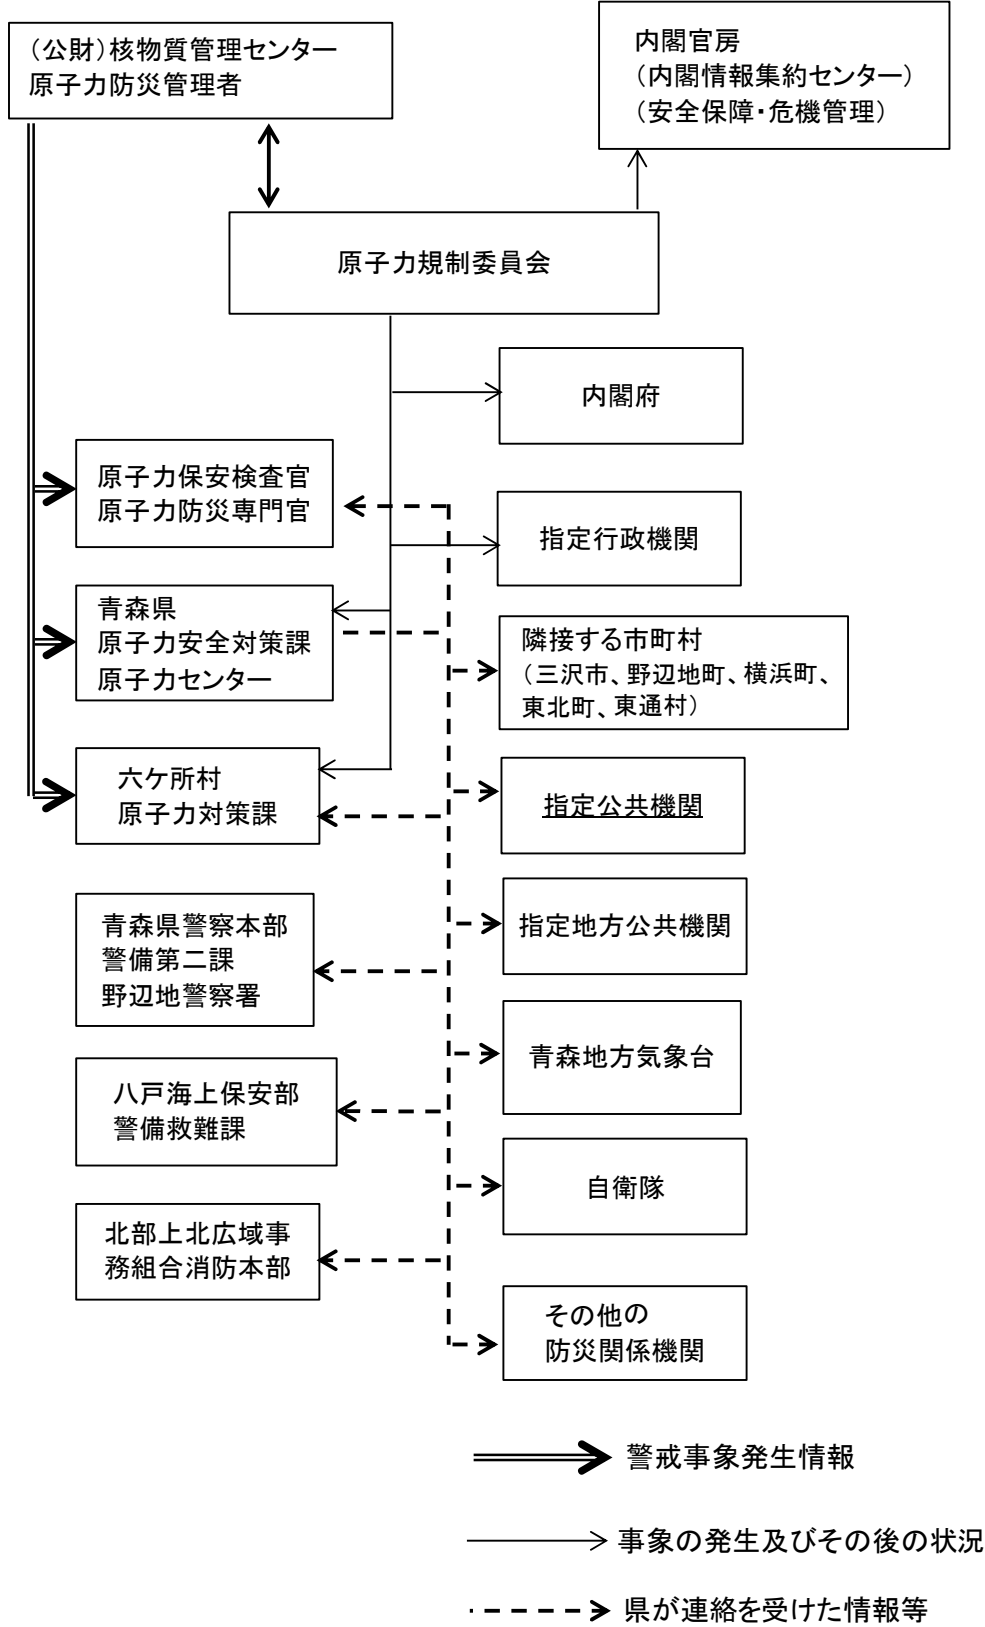 （公財）核物質管理センター
原子力防災管理者
内閣官房
（内閣情報集約センター）
（安全保障・危機管理）
原子力規制委員会
内閣府
原子力保安検査官
原子力防災専門官
指定行政機関
青森県
原子力安全対策課
原子力センター
隣接する市町村
（三沢市、野辺地町、横浜町、
東北町、東通村）
六ケ所村
原子力対策課
指定公共機関
青森県警察本部
警備第二課
野辺地警察署
指定地方公共機関
青森地方気象台
八戸海上保安部
警備救難課
自衛隊
北部上北広域事
務組合消防本部
その他の
防災関係機関
警戒事象発生情報
事象の発生及びその後の状況
県が連絡を受けた情報等